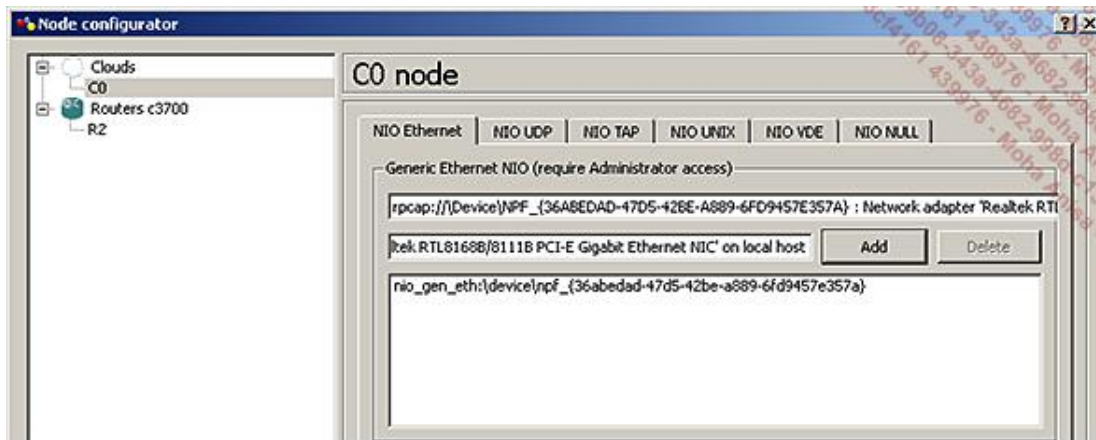 Node configurator
Clouds
C0
Routers c3700
R2
C0 node
NIO Ethernet
NIO UDP
NIO TAP
NIO UNIX
NIO VDE
NIO NULL
Generic Ethernet NIO (require Administrator access)
rpcap://\Device\NPF_{36ABEDAD-47D5-42BE-A889-6FD9457E357A} : Network adapter 'Realtek RTL
ltek RTL8168B/8111B PCI-E Gigabit Ethernet NIC' on local host
Add
Delete
nio_gen_eth:\device\npf_{36abedad-47d5-42be-a889-6fd9457e357a}